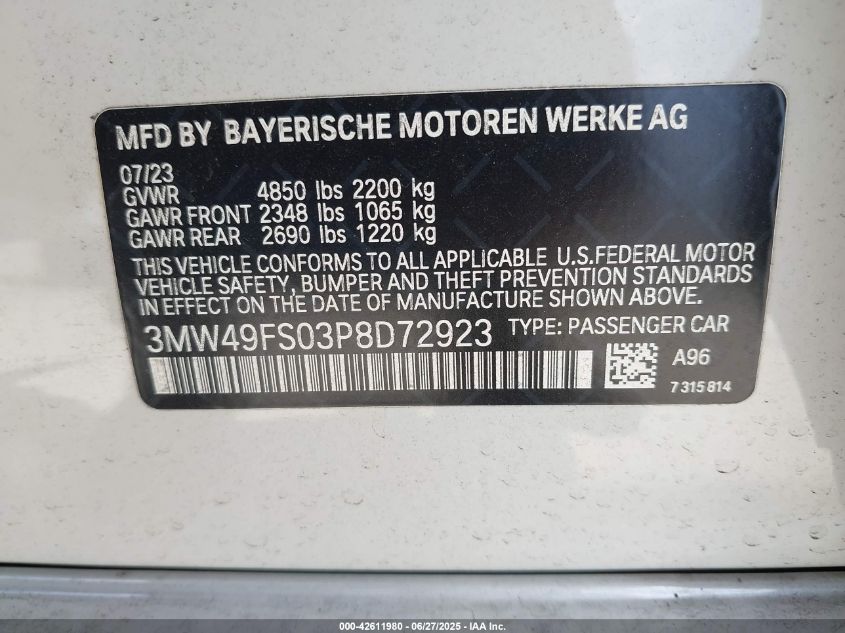 MFD BY BAYERISCHE MOTOREN WERKE AG
07/23
GVWR 4850 lbs 2200 kg
GAWR FRONT 2348 lbs 1065 kg
GAWR REAR 2690 lbs 1220 kg
THIS VEHICLE CONFORMS TO ALL APPLICABLE U.S.FEDERAL MOTOR
VEHICLE SAFETY, BUMPER AND THEFT PREVENTION STANDARDS
IN EFFECT ON THE DATE OF MANUFACTURE SHOWN ABOVE.
3MW49FS03P8D72923 TYPE: PASSENGER CAR
A96
7 315 814
000-42611980 - 06/27/2025 - IAA Inc.